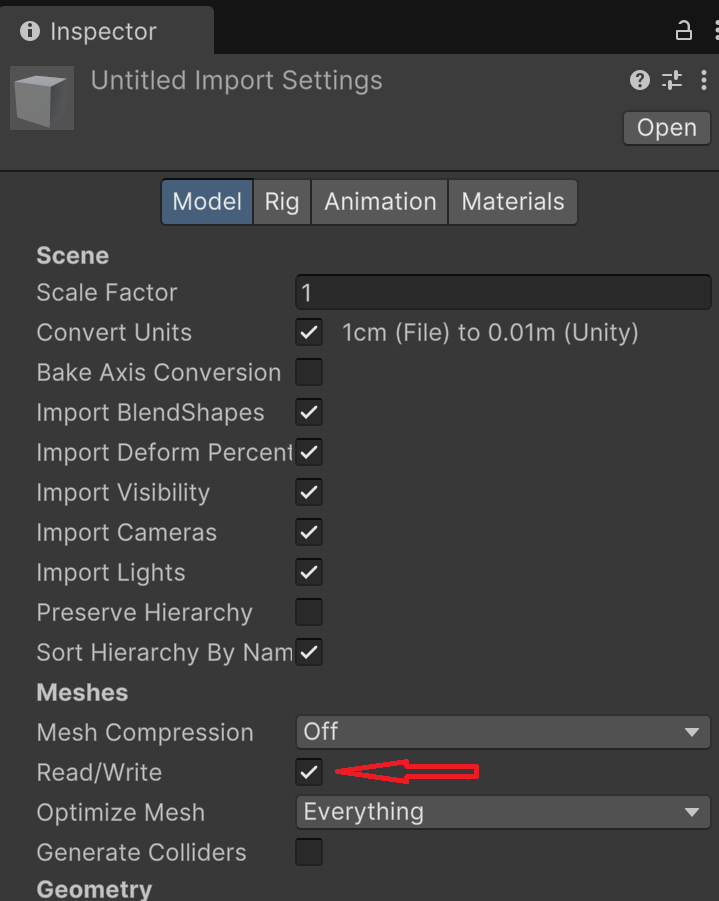 Inspector
Untitled Import Settings
Open
Model Rig Animation Materials
Scene
Scale Factor 1
Convert Units 1cm (File) to 0.01m (Unity)
Bake Axis Conversion
Import BlendShapes
Import Deform Percent
Import Visibility
Import Cameras
Import Lights
Preserve Hierarchy
Sort Hierarchy By Nam
Meshes
Mesh Compression Off
Read/Write
Optimize Mesh Everything
Generate Colliders
Geometry